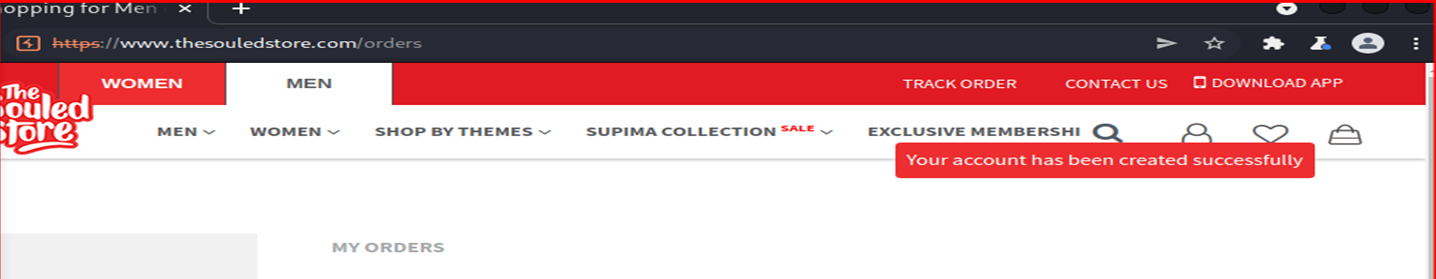 opping for Men
https://www.thesouledstore.com/orders
WOMEN MEN TRACK ORDER CONTACT US DOWNLOAD APP
The
Souled
Store
MEN WOMEN SHOP BY THEMES SUPIMA COLLECTION SALE EXCLUSIVE MEMBERSHI
Your account has been created successfully
MY ORDERS